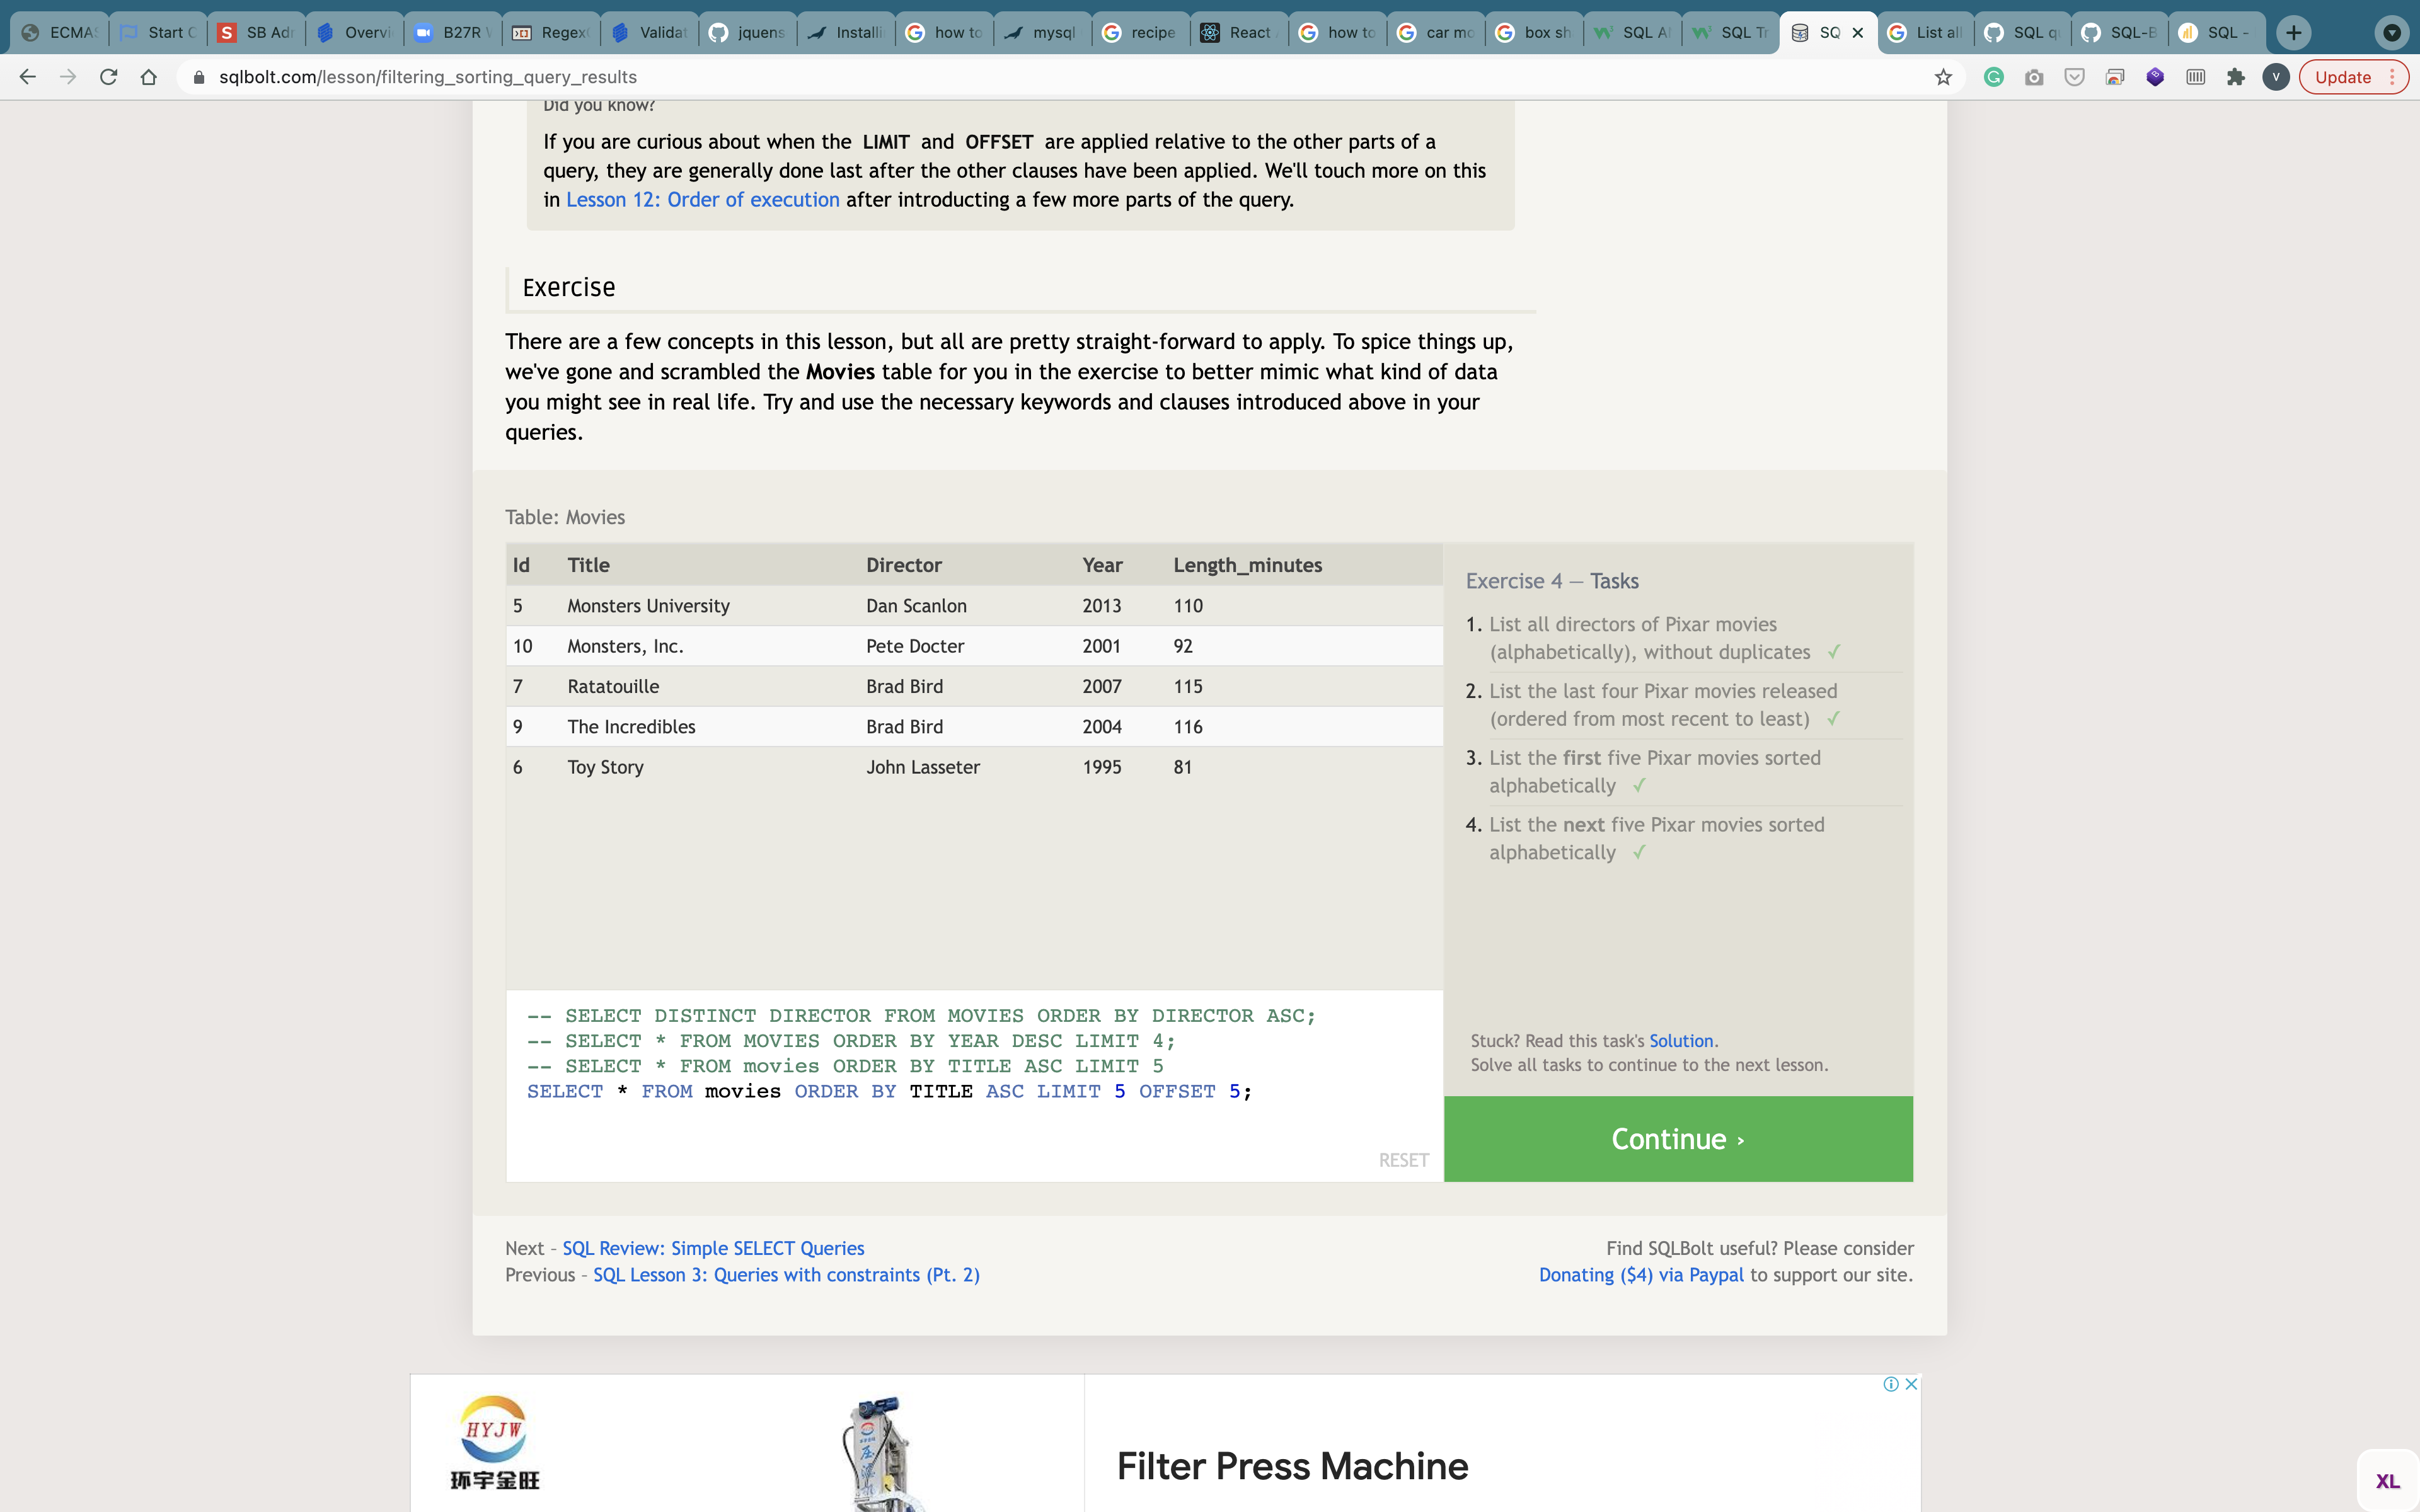 ECMAS
Start C
SB Adr
Overvi
B27R W
RegexO
Validat
jquens
Installi
how to
mysql
recipe
React
how to
car mo
box sh
SQL Al
SQL Tr
SQ
List all
SQL q
SQL-B
SQL -
sqlbolt.com/lesson/filtering_sorting_query_results
V
Update
Did you know?
If you are curious about when the LIMIT and OFFSET are applied relative to the other parts of a
query, they are generally done last after the other clauses have been applied. We'll touch more on this
in Lesson 12: Order of execution after introducting a few more parts of the query.
Exercise
There are a few concepts in this lesson, but all are pretty straight-forward to apply. To spice things up,
we've gone and scrambled the Movies table for you in the exercise to better mimic what kind of data
you might see in real life. Try and use the necessary keywords and clauses introduced above in your
queries.
Table: Movies
Id Title Director Year Length_minutes
5 Monsters University Dan Scanlon 2013 110
10 Monsters, Inc. Pete Docter 2001 92
7 Ratatouille Brad Bird 2007 115
9 The Incredibles Brad Bird 2004 116
6 Toy Story John Lasseter 1995 81
-- SELECT DISTINCT DIRECTOR FROM MOVIES ORDER BY DIRECTOR ASC;
-- SELECT * FROM MOVIES ORDER BY YEAR DESC LIMIT 4;
-- SELECT * FROM movies ORDER BY TITLE ASC LIMIT 5
SELECT * FROM movies ORDER BY TITLE ASC LIMIT 5 OFFSET 5;
RESET
Exercise 4 — Tasks
1. List all directors of Pixar movies
(alphabetically), without duplicates ✓
2. List the last four Pixar movies released
(ordered from most recent to least) ✓
3. List the first five Pixar movies sorted
alphabetically ✓
4. List the next five Pixar movies sorted
alphabetically ✓
Stuck? Read this task's Solution.
Solve all tasks to continue to the next lesson.
Continue ›
Next - SQL Review: Simple SELECT Queries
Previous - SQL Lesson 3: Queries with constraints (Pt. 2)
Find SQLBolt useful? Please consider
Donating ($4) via Paypal to support our site.
HYJW
环宇金旺
Filter Press Machine
XL